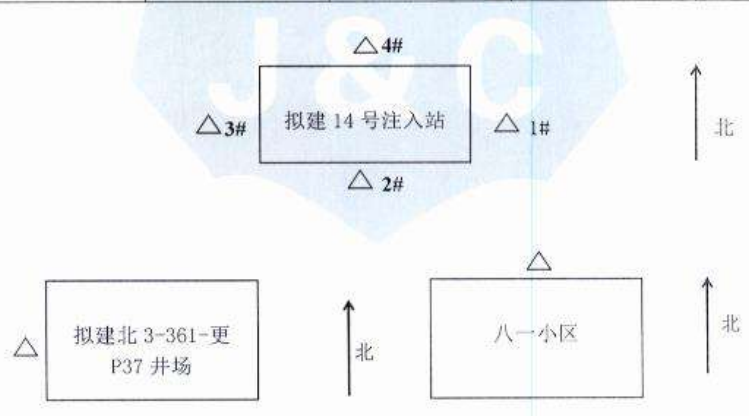 J & C
△4#
△3#
拟建 14 号注入站
△ 1#
北
△ 2#
△
△
拟建北 3-361-更
P37 井场
北
八一小区
北